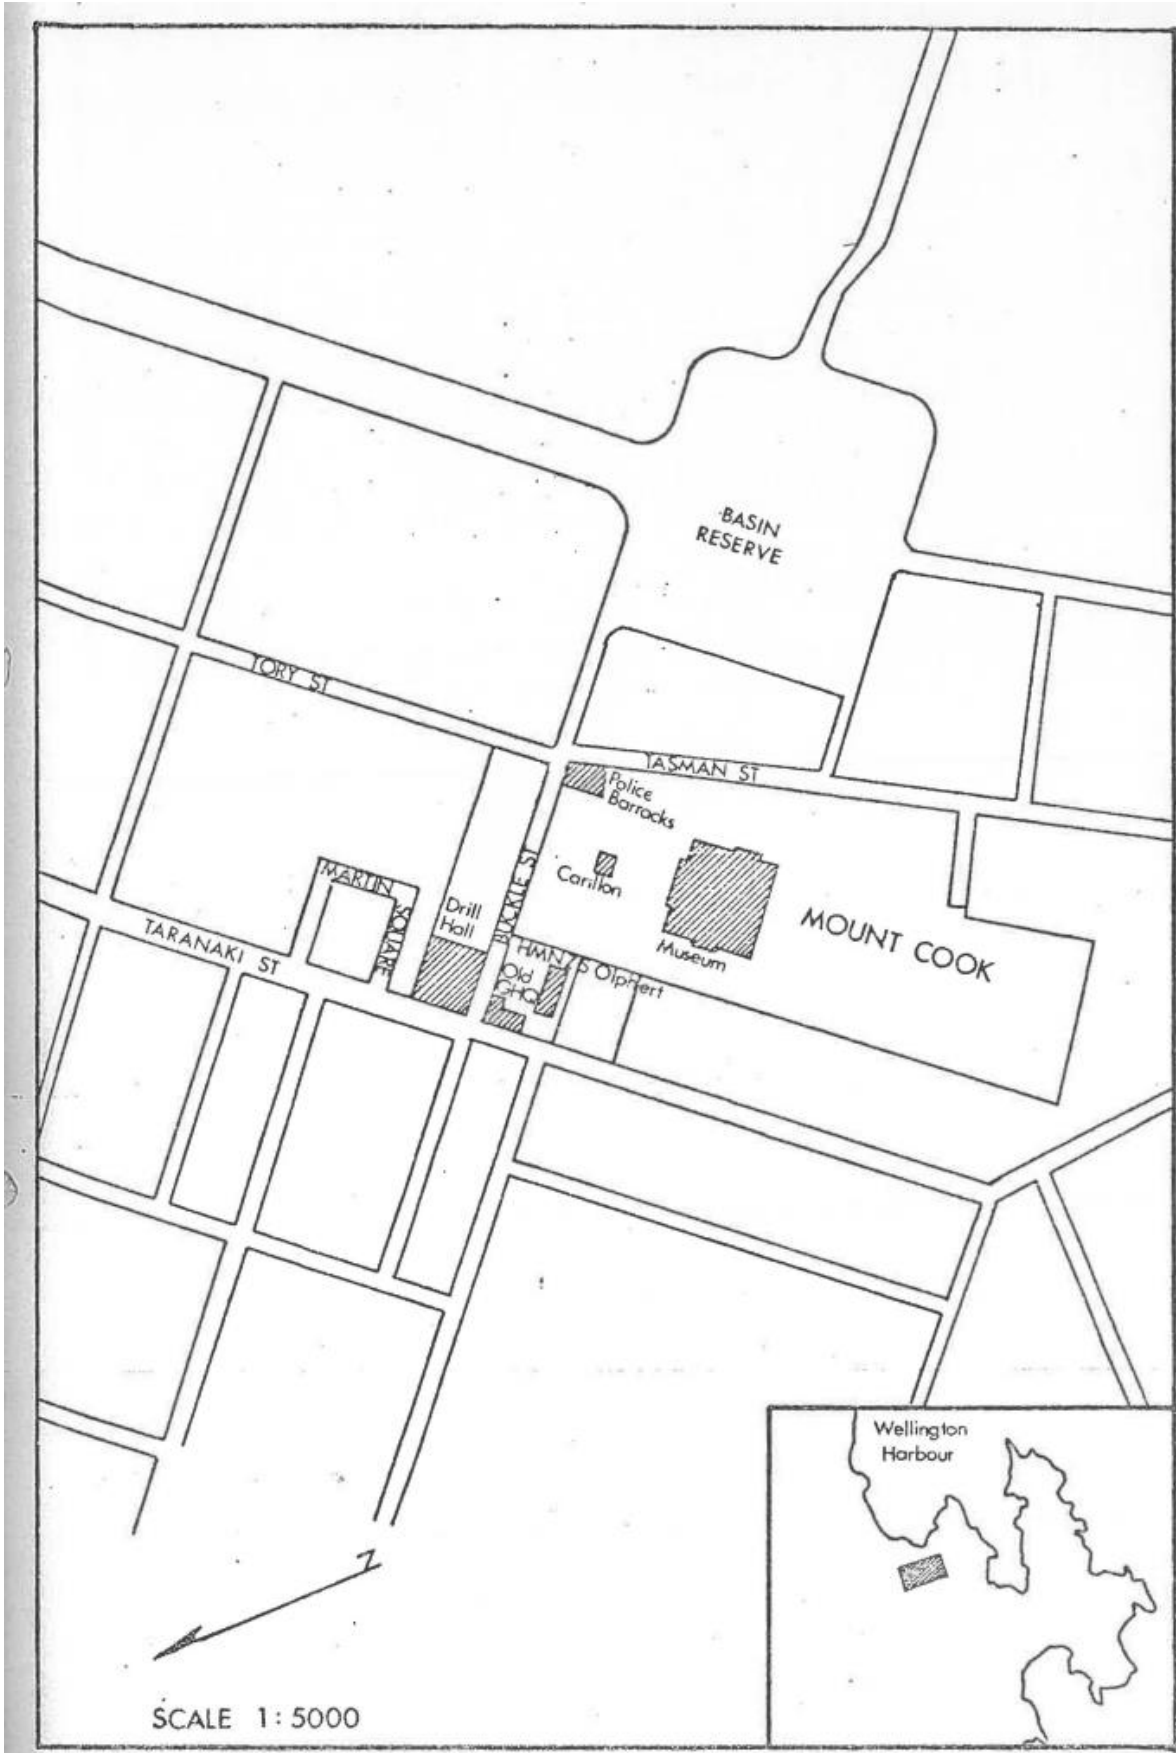 BASIN
RESERVE
TORY ST
TASMAN ST
Police
Barracks
BUCKLE ST
Carillon
MARTIN SQUARE
Drill
Hall
MOUNT COOK
TARANAKI ST
Museum
HMNZS Olphert
Old
GHQ
Wellington
Harbour
N
SCALE 1:5000